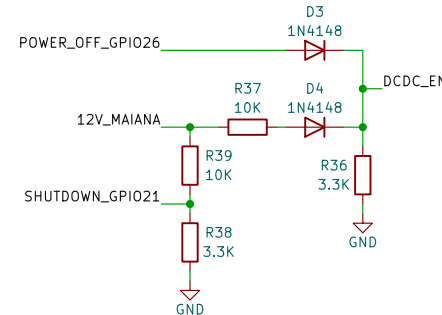 D3
1N4148
POWER_OFF_GPIO26
DCDC_EN
R37
10K
D4
1N4148
12V_MAIANA
R39
10K
R36
3.3K
SHUTDOWN_GPIO21
R38
3.3K
GND
GND